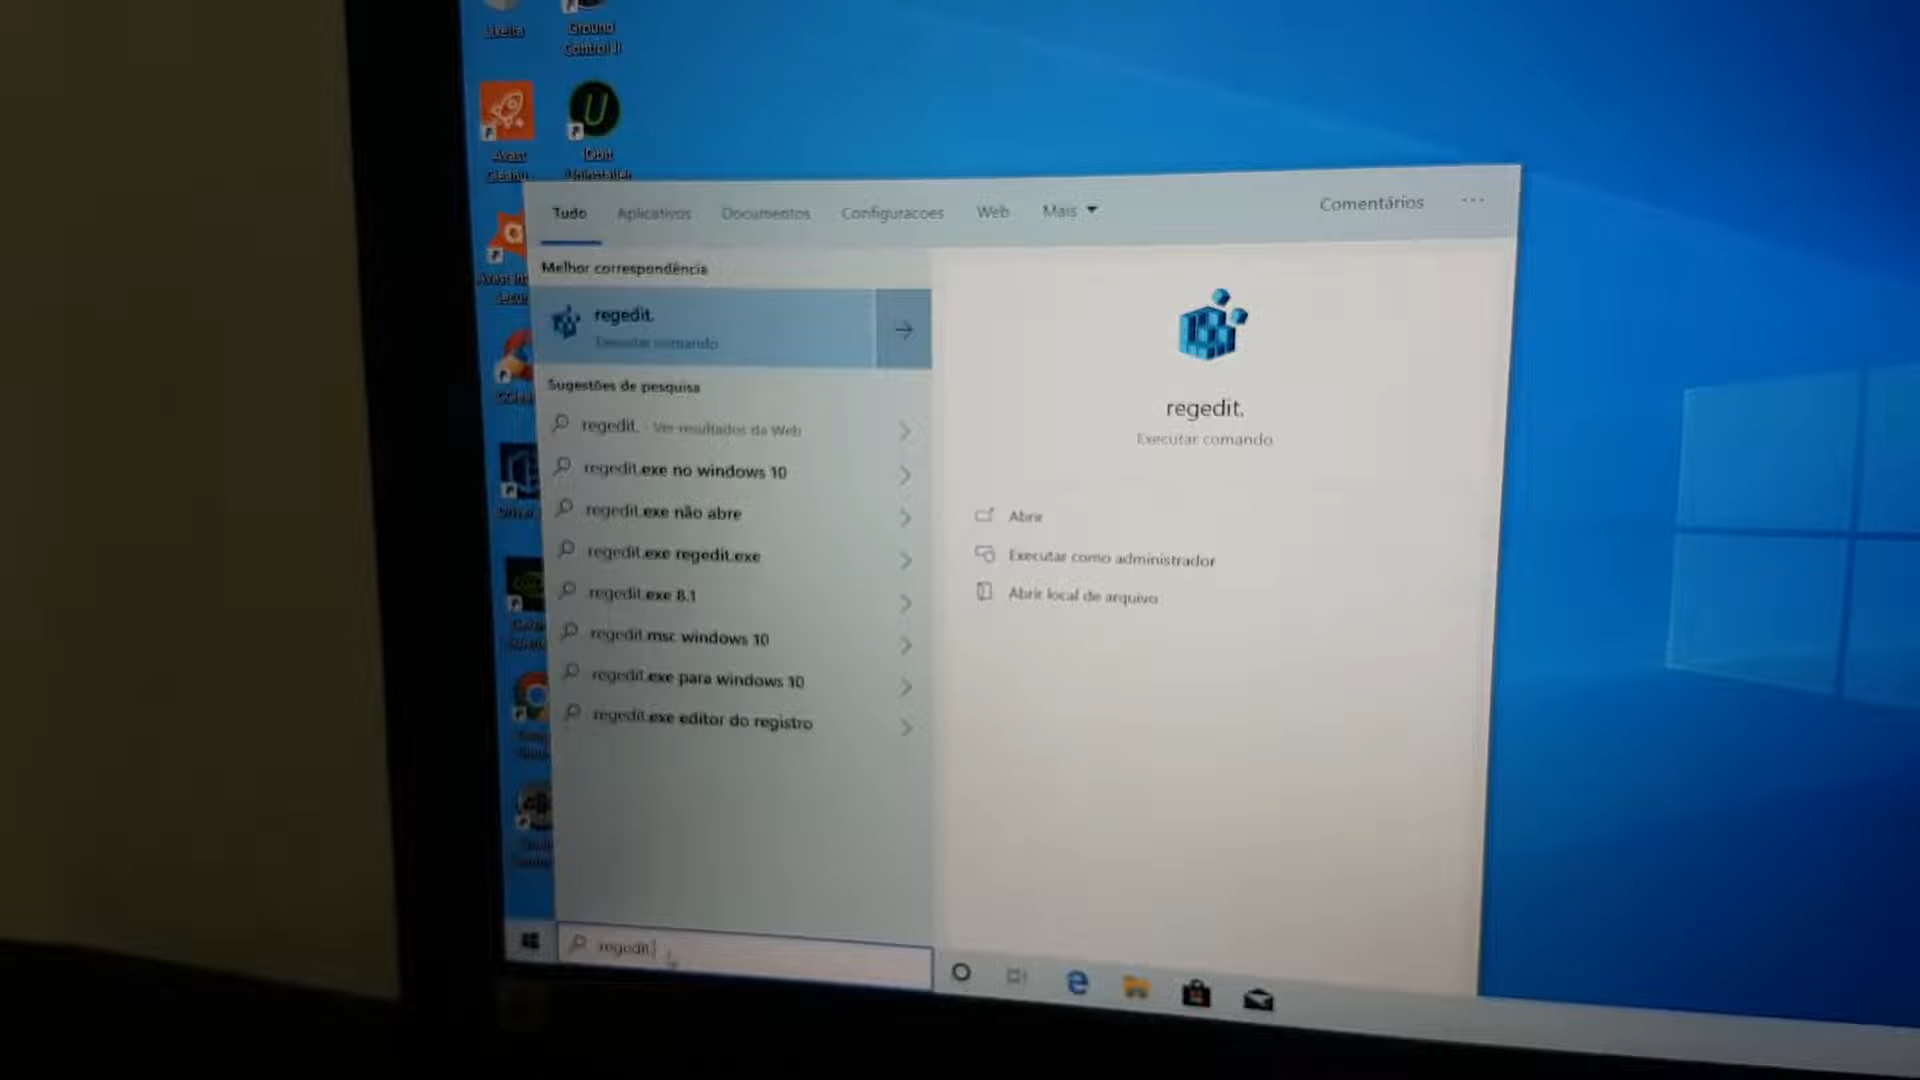 Ground
Control II
Avast
Cleanu...
IObit
Uninstaller
Tudo
Aplicativos
Documentos
Configurações
Web
Mais
Comentários
...
Melhor correspondência
regedit.
Executar comando
Sugestões de pesquisa
regedit. - Ver resultados da Web
regedit.exe no windows 10
regedit.exe não abre
regedit.exe regedit.exe
regedit.exe 8.1
regedit.msc windows 10
regedit.exe para windows 10
regedit.exe editor do registro
regedit.
Executar comando
Abrir
Executar como administrador
Abrir local de arquivo
regedit.